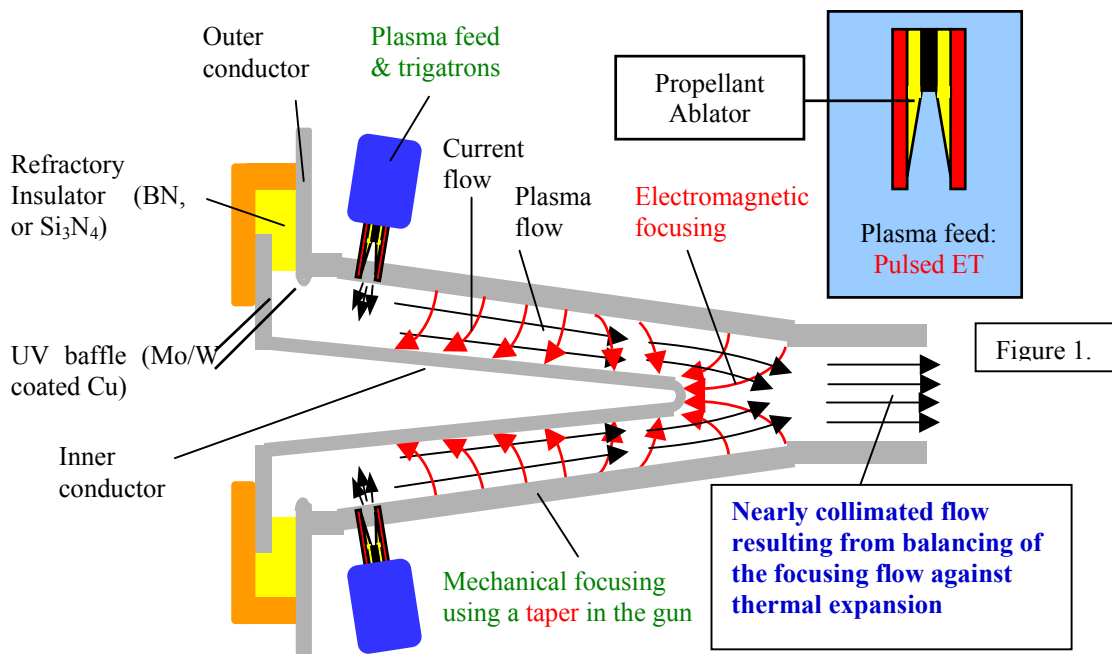 Outer
conductor
Plasma feed
& trigatrons
Propellant
Ablator
Refractory
Insulator (BN,
or Si₃N₄)
Current
flow
Plasma
flow
Electromagnetic
focusing
Plasma feed:
Pulsed ET
UV baffle (Mo/W
coated Cu)
Figure 1.
Inner
conductor
Mechanical focusing
using a taper in the gun
Nearly collimated flow
resulting from balancing of
the focusing flow against
thermal expansion